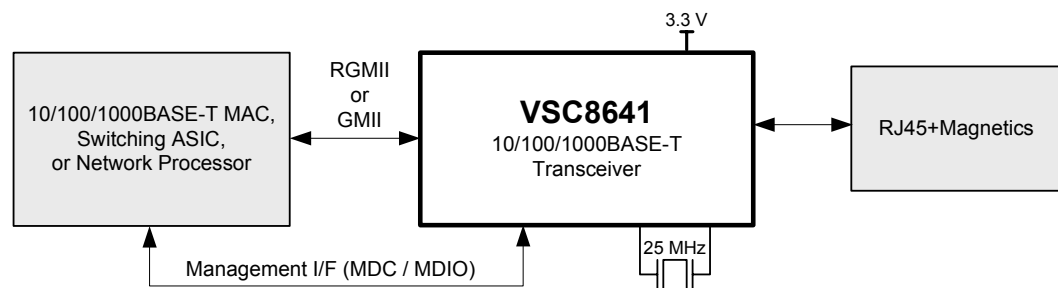 3.3 V
10/100/1000BASE-T MAC,
Switching ASIC,
or Network Processor
RGMII
or
GMII
VSC8641
10/100/1000BASE-T
Transceiver
RJ45+Magnetics
25 MHz
Management I/F (MDC / MDIO)